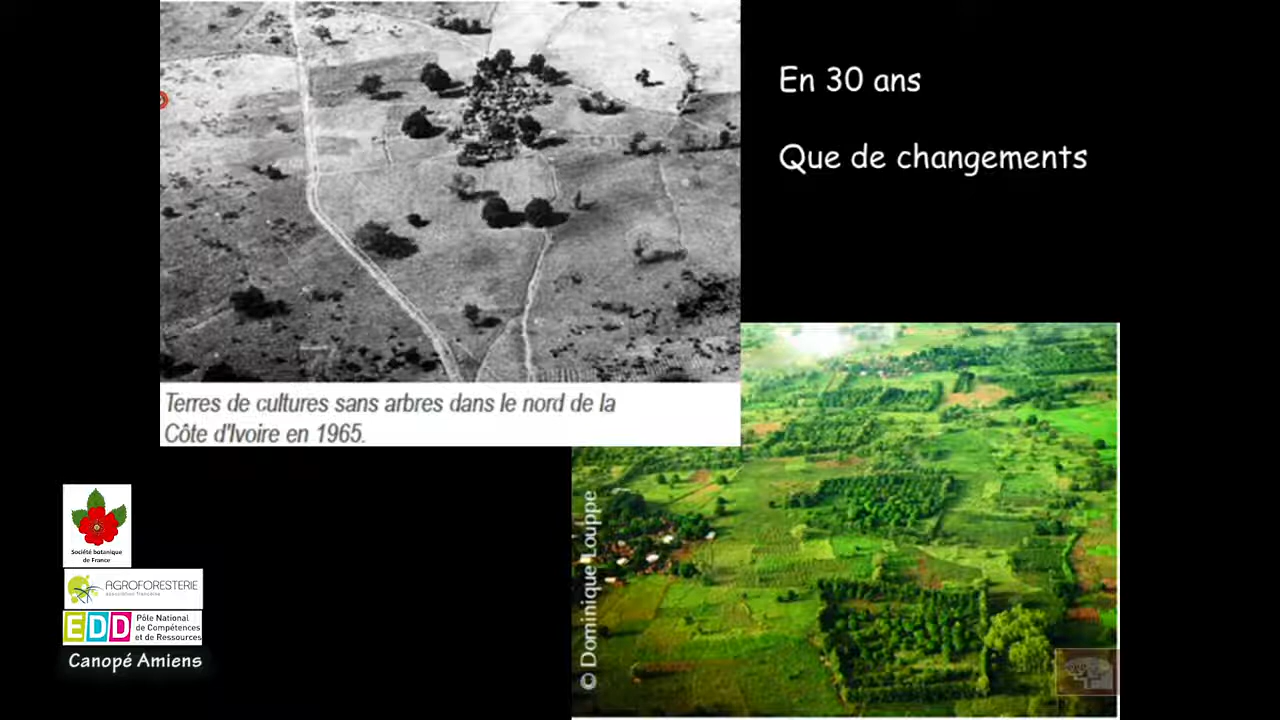 En 30 ans
Que de changements
Terres de cultures sans arbres dans le nord de la
Côte d'Ivoire en 1965.
© Dominique Louppe
Société botanique
de France
AGROFORESTERIE
association française
EDD
Pôle National
de Compétences
et de Ressources
Canopé Amiens